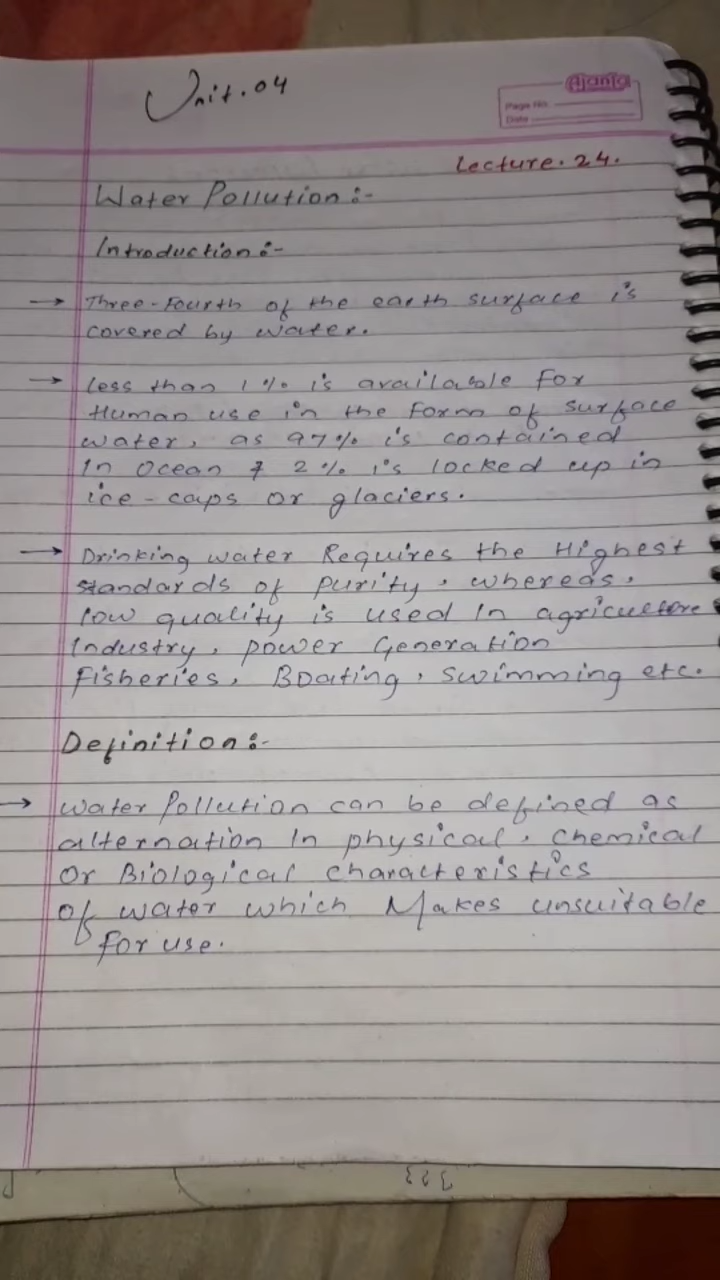 Unit.04
Ajanta
Page No.
Date
Lecture.24.
Water Pollution:-
Introduction:-
→ Three-Fourth of the earth surface is
covered by water.
→ Less than 1% is available for
Human use in the form of surface
water, as 97% is contained
In Ocean & 2% is locked up in
ice-caps or glaciers.
→ Drinking water Requires the Highest
standards of purity, whereas,
low quality is used In agriculture
Industry, power Generation
Fisheries, Boating, swimming etc.
Definition:-
→ Water Pollution can be defined as
alternation In physical, chemical
Or Biological characteristics
Of water which Makes unsuitable
for use.